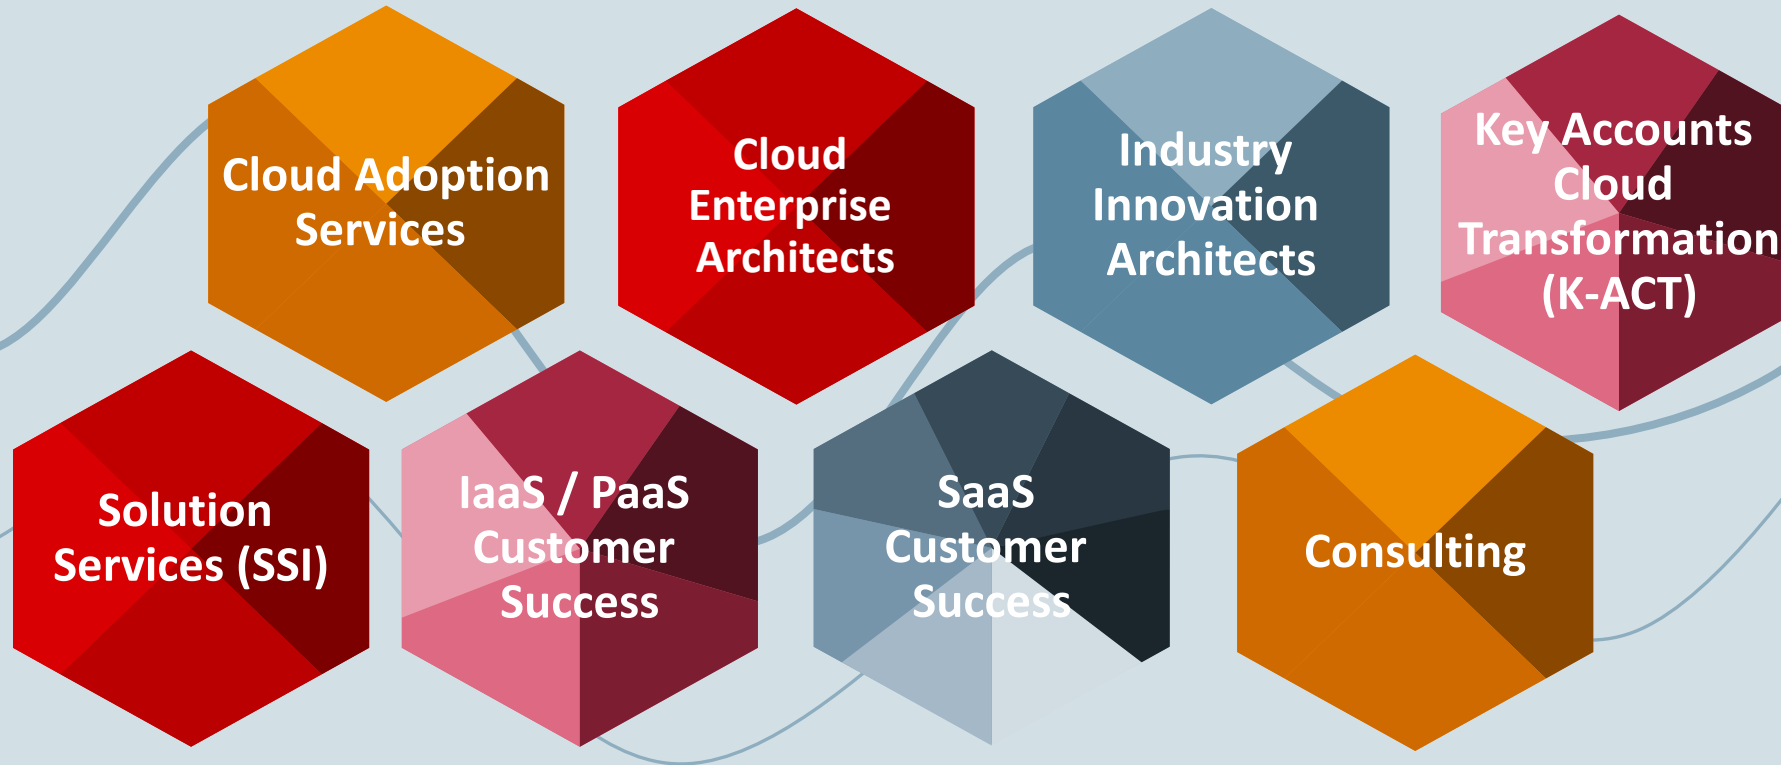 Cloud Adoption
Services
Cloud
Enterprise
Architects
Industry
Innovation
Architects
Key Accounts
Cloud
Transformation
(K-ACT)
Solution
Services (SSI)
IaaS / PaaS
Customer
Success
SaaS
Customer
Success
Consulting